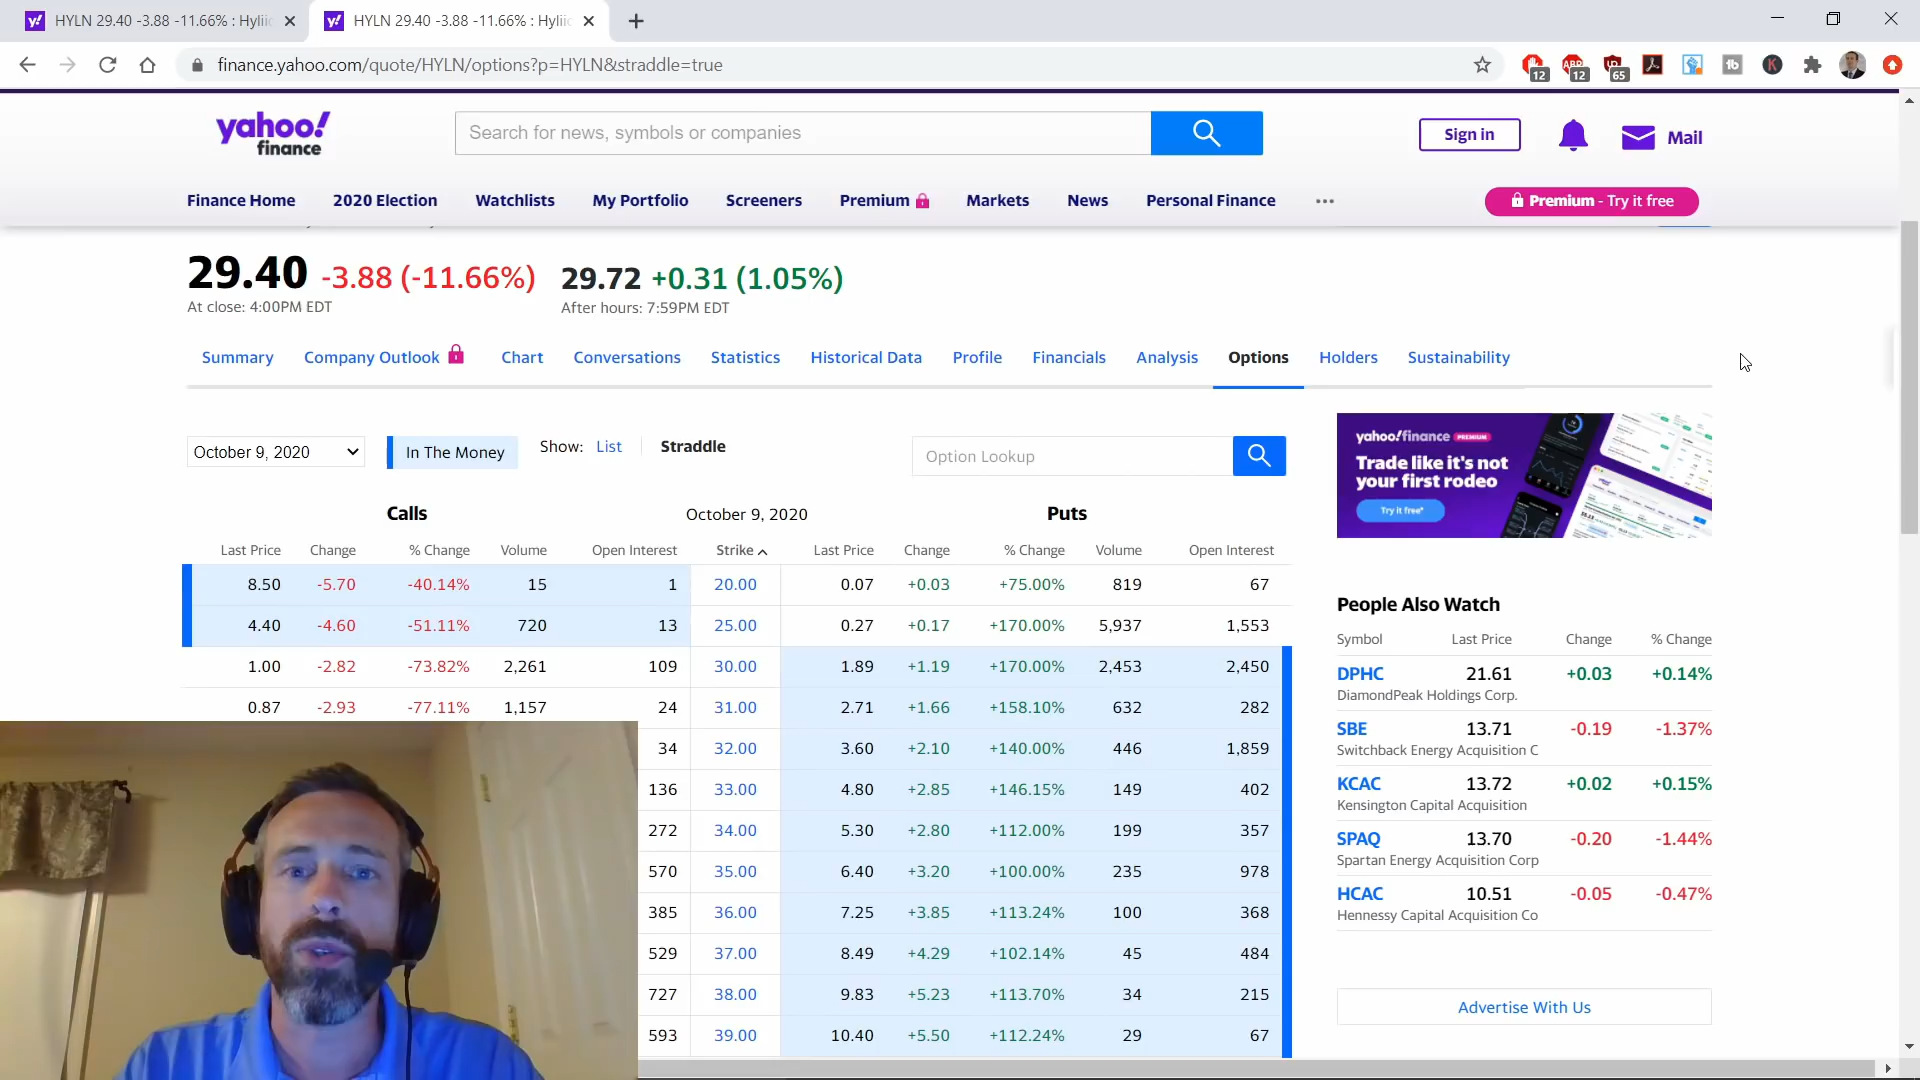 HYLN 29.40 -3.88 -11.66% : Hyliic
HYLN 29.40 -3.88 -11.66% : Hyliic
finance.yahoo.com/quote/HYLN/options?p=HYLN&straddle=true
12
12
65
yahoo!
finance
Search for news, symbols or companies
Sign in
Mail
Finance Home 2020 Election Watchlists My Portfolio Screeners Premium Markets News Personal Finance ...
Premium - Try it free
29.40 -3.88 (-11.66%) 29.72 +0.31 (1.05%)
At close: 4:00PM EDT After hours: 7:59PM EDT
Summary Company Outlook Chart Conversations Statistics Historical Data Profile Financials Analysis Options Holders Sustainability
October 9, 2020 In The Money Show: List Straddle Option Lookup
Calls October 9, 2020 Puts
Last Price Change % Change Volume Open Interest Strike Last Price Change % Change Volume Open Interest
8.50 -5.70 -40.14% 15 1 20.00 0.07 +0.03 +75.00% 819 67
4.40 -4.60 -51.11% 720 13 25.00 0.27 +0.17 +170.00% 5,937 1,553
1.00 -2.82 -73.82% 2,261 109 30.00 1.89 +1.19 +170.00% 2,453 2,450
0.87 -2.93 -77.11% 1,157 24 31.00 2.71 +1.66 +158.10% 632 282
34 32.00 3.60 +2.10 +140.00% 446 1,859
136 33.00 4.80 +2.85 +146.15% 149 402
272 34.00 5.30 +2.80 +112.00% 199 357
570 35.00 6.40 +3.20 +100.00% 235 978
385 36.00 7.25 +3.85 +113.24% 100 368
529 37.00 8.49 +4.29 +102.14% 45 484
727 38.00 9.83 +5.23 +113.70% 34 215
593 39.00 10.40 +5.50 +112.24% 29 67
yahoo!finance PREMIUM
Trade like it's not
your first rodeo
Try it free*
People Also Watch
Symbol Last Price Change % Change
DPHC 21.61 +0.03 +0.14%
DiamondPeak Holdings Corp.
SBE 13.71 -0.19 -1.37%
Switchback Energy Acquisition C
KCAC 13.72 +0.02 +0.15%
Kensington Capital Acquisition
SPAQ 13.70 -0.20 -1.44%
Spartan Energy Acquisition Corp
HCAC 10.51 -0.05 -0.47%
Hennessy Capital Acquisition Co
Advertise With Us